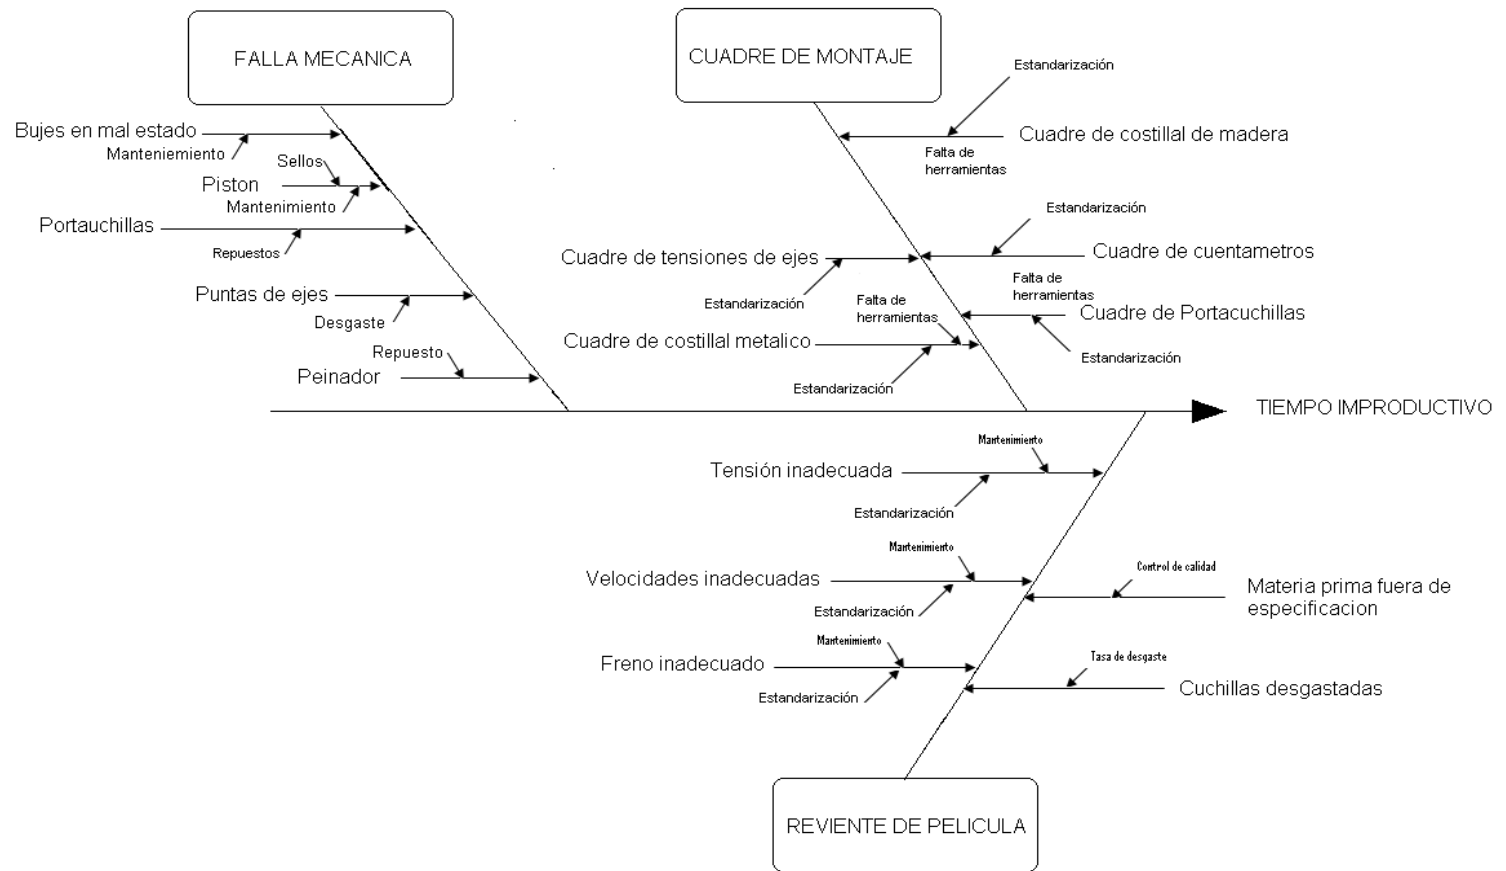 FALLA MECANICA
CUADRE DE MONTAJE
Estandarización
Bujes en mal estado
Manteniemiento
Cuadre de costillal de madera
Falta de
herramientas
Sellos
Piston
Mantenimiento
Portauchillas
Repuestos
Estandarización
Cuadre de tensiones de ejes
Cuadre de cuentametros
Estandarización
Falta de
herramientas
Puntas de ejes
Desgaste
Falta de
herramientas
Cuadre de Portacuchillas
Cuadre de costillal metalico
Estandarización
Estandarización
Repuesto
Peinador
TIEMPO IMPRODUCTIVO
Mantenimiento
Tensión inadecuada
Estandarización
Mantenimiento
Velocidades inadecuadas
Estandarización
Control de calidad
Materia prima fuera de
especificacion
Mantenimiento
Freno inadecuado
Estandarización
Tasa de desgaste
Cuchillas desgastadas
REVIENTE DE PELICULA